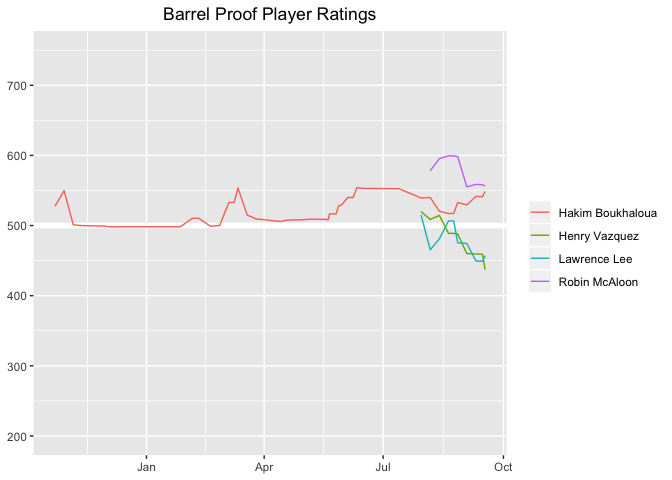 Barrel Proof Player Ratings
700
600
500
400
300
200
Jan
Apr
Jul
Oct
Hakim Boukhaloua
Henry Vazquez
Lawrence Lee
Robin McAloon